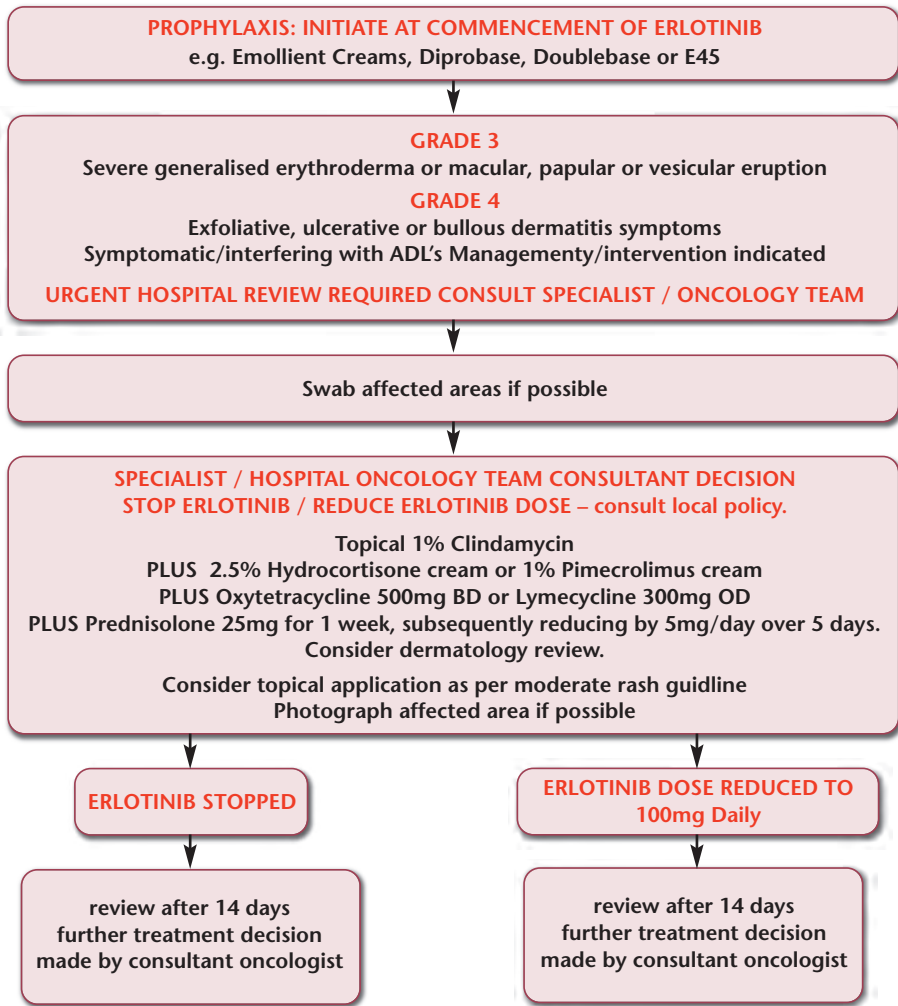 PROPHYLAXIS: INITIATE AT COMMENCEMENT OF ERLOTINIB
e.g. Emollient Creams, Diprobase, Doublebase or E45
GRADE 3
Severe generalised erythroderma or macular, papular or vesicular eruption
GRADE 4
Exfoliative, ulcerative or bullous dermatitis symptoms
Symptomatic/interfering with ADL's Managementy/intervention indicated
URGENT HOSPITAL REVIEW REQUIRED CONSULT SPECIALIST / ONCOLOGY TEAM
Swab affected areas if possible
SPECIALIST / HOSPITAL ONCOLOGY TEAM CONSULTANT DECISION
STOP ERLOTINIB / REDUCE ERLOTINIB DOSE – consult local policy.
Topical 1% Clindamycin
PLUS 2.5% Hydrocortisone cream or 1% Pimecrolimus cream
PLUS Oxytetracycline 500mg BD or Lymecycline 300mg OD
PLUS Prednisolone 25mg for 1 week, subsequently reducing by 5mg/day over 5 days.
Consider dermatology review.
Consider topical application as per moderate rash guidline
Photograph affected area if possible
ERLOTINIB STOPPED
review after 14 days
further treatment decision
made by consultant oncologist
ERLOTINIB DOSE REDUCED TO
100mg Daily
review after 14 days
further treatment decision
made by consultant oncologist